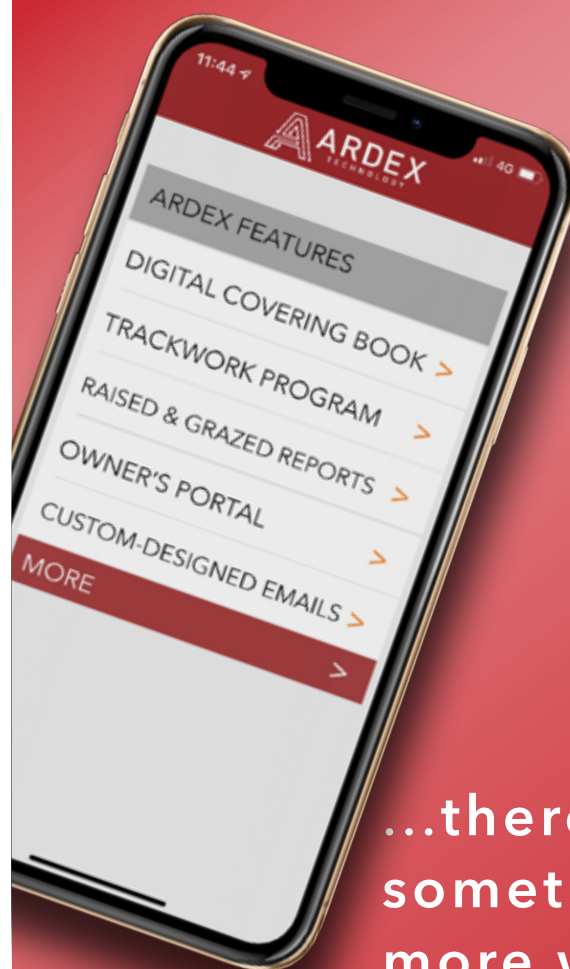 11:44
4G
ARDEX
TECHNOLOGY
ARDEX FEATURES
DIGITAL COVERING BOOK >
TRACKWORK PROGRAM >
RAISED & GRAZED REPORTS >
OWNER'S PORTAL >
CUSTOM-DESIGNED EMAILS >
MORE >
...there
somet
more w